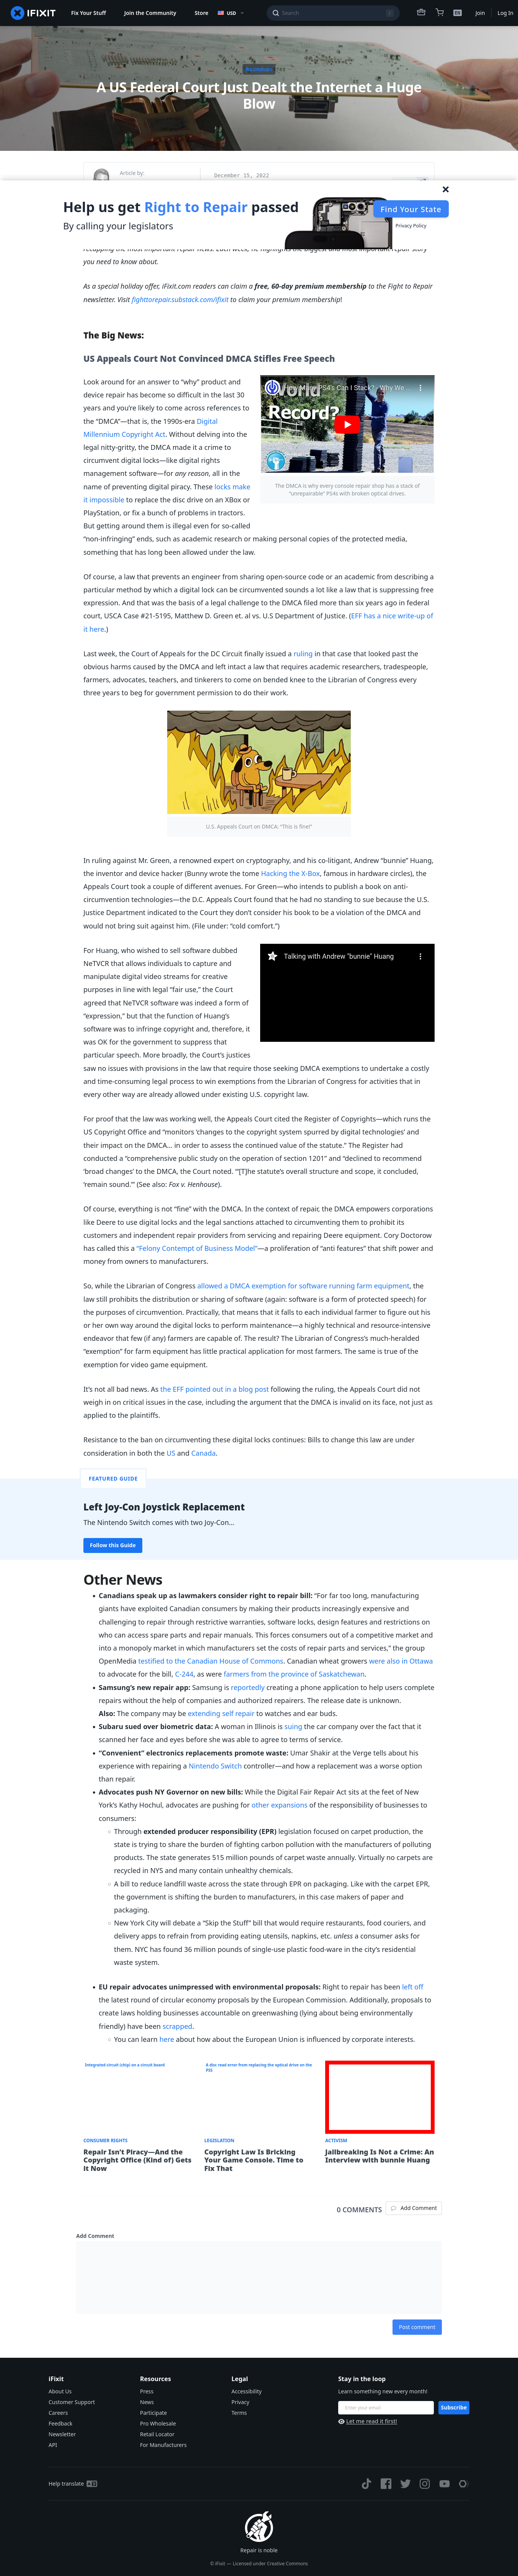 IFIXIT
Fix Your Stuff
Join the Community
Store
USD
Search
/
EN
Join
Log In
A US Federal Court Just Dealt the Internet a Huge
Blow
Article by:
December 15, 2022
Help us get Right to Repair passed
By calling your legislators
Find Your State
Privacy Policy
recapping the most important repair news. Each week, he highlights the biggest and most important repair story
you need to know about.
As a special holiday offer, iFixit.com readers can claim a free, 60-day premium membership to the Fight to Repair
newsletter. Visit fighttorepair.substack.com/ifixit to claim your premium membership!
The Big News:
US Appeals Court Not Convinced DMCA Stifles Free Speech
Look around for an answer to “why” product and
device repair has become so difficult in the last 30
years and you’re likely to come across references to
the “DMCA”—that is, the 1990s-era Digital
Millennium Copyright Act. Without delving into the
legal nitty-gritty, the DMCA made it a crime to
circumvent digital locks—like digital rights
management software—for any reason, all in the
name of preventing digital piracy. These locks make
it impossible to replace the disc drive on an XBox or
PlayStation, or fix a bunch of problems in tractors.
But getting around them is illegal even for so-called
“non-infringing” ends, such as academic research or making personal copies of the protected media,
something that has long been allowed under the law.
How Many PS4's Can I Stack? - Why We ...
World
Record?
The DMCA is why every console repair shop has a stack of
“unrepairable” PS4s with broken optical drives.
Of course, a law that prevents an engineer from sharing open-source code or an academic from describing a
particular method by which a digital lock can be circumvented sounds a lot like a law that is suppressing free
expression. And that was the basis of a legal challenge to the DMCA filed more than six years ago in federal
court, USCA Case #21-5195, Matthew D. Green et. al vs. U.S Department of Justice. (EFF has a nice write-up of
it here.)
Last week, the Court of Appeals for the DC Circuit finally issued a ruling in that case that looked past the
obvious harms caused by the DMCA and left intact a law that requires academic researchers, tradespeople,
farmers, advocates, teachers, and tinkerers to come on bended knee to the Librarian of Congress every
three years to beg for government permission to do their work.
U.S. Appeals Court on DMCA: “This is fine!”
In ruling against Mr. Green, a renowned expert on cryptography, and his co-litigant, Andrew “bunnie” Huang,
the inventor and device hacker (Bunny wrote the tome Hacking the X-Box, famous in hardware circles), the
Appeals Court took a couple of different avenues. For Green—who intends to publish a book on anti-
circumvention technologies—the D.C. Appeals Court found that he had no standing to sue because the U.S.
Justice Department indicated to the Court they don’t consider his book to be a violation of the DMCA and
would not bring suit against him. (File under: “cold comfort.”)
For Huang, who wished to sell software dubbed
NeTVCR that allows individuals to capture and
manipulate digital video streams for creative
purposes in line with legal “fair use,” the Court
agreed that NeTVCR software was indeed a form of
“expression,” but that the function of Huang’s
software was to infringe copyright and, therefore, it
was OK for the government to suppress that
particular speech. More broadly, the Court’s justices
saw no issues with provisions in the law that require those seeking DMCA exemptions to undertake a costly
and time-consuming legal process to win exemptions from the Librarian of Congress for activities that in
every other way are already allowed under existing U.S. copyright law.
Talking with Andrew "bunnie" Huang
For proof that the law was working well, the Appeals Court cited the Register of Copyrights—which runs the
US Copyright Office and “monitors ‘changes to the copyright system spurred by digital technologies’ and
their impact on the DMCA… in order to assess the continued value of the statute.” The Register had
conducted a “comprehensive public study on the operation of section 1201” and “declined to recommend
‘broad changes’ to the DMCA, the Court noted. “‘[T]he statute’s overall structure and scope, it concluded,
‘remain sound.’” (See also: Fox v. Henhouse).
Of course, everything is not “fine” with the DMCA. In the context of repair, the DMCA empowers corporations
like Deere to use digital locks and the legal sanctions attached to circumventing them to prohibit its
customers and independent repair providers from servicing and repairing Deere equipment. Cory Doctorow
has called this a “Felony Contempt of Business Model”—a proliferation of “anti features” that shift power and
money from owners to manufacturers.
So, while the Librarian of Congress allowed a DMCA exemption for software running farm equipment, the
law still prohibits the distribution or sharing of software (again: software is a form of protected speech) for
the purposes of circumvention. Practically, that means that it falls to each individual farmer to figure out his
or her own way around the digital locks to perform maintenance—a highly technical and resource-intensive
endeavor that few (if any) farmers are capable of. The result? The Librarian of Congress’s much-heralded
“exemption” for farm equipment has little practical application for most farmers. The same is true of the
exemption for video game equipment.
It’s not all bad news. As the EFF pointed out in a blog post following the ruling, the Appeals Court did not
weigh in on critical issues in the case, including the argument that the DMCA is invalid on its face, not just as
applied to the plaintiffs.
Resistance to the ban on circumventing these digital locks continues: Bills to change this law are under
consideration in both the US and Canada.
FEATURED GUIDE
Left Joy-Con Joystick Replacement
The Nintendo Switch comes with two Joy-Con…
Follow this Guide
Other News
Canadians speak up as lawmakers consider right to repair bill: “For far too long, manufacturing
giants have exploited Canadian consumers by making their products increasingly expensive and
challenging to repair through restrictive warranties, software locks, design features and restrictions on
who can access spare parts and repair manuals. This forces consumers out of a competitive market and
into a monopoly market in which manufacturers set the costs of repair parts and services,” the group
OpenMedia testified to the Canadian House of Commons. Canadian wheat growers were also in Ottawa
to advocate for the bill, C-244, as were farmers from the province of Saskatchewan.
Samsung’s new repair app: Samsung is reportedly creating a phone application to help users complete
repairs without the help of companies and authorized repairers. The release date is unknown.
Also: The company may be extending self repair to watches and ear buds.
Subaru sued over biometric data: A woman in Illinois is suing the car company over the fact that it
scanned her face and eyes before she was able to agree to terms of service.
“Convenient” electronics replacements promote waste: Umar Shakir at the Verge tells about his
experience with repairing a Nintendo Switch controller—and how a replacement was a worse option
than repair.
Advocates push NY Governor on new bills: While the Digital Fair Repair Act sits at the feet of New
York’s Kathy Hochul, advocates are pushing for other expansions of the responsibility of businesses to
consumers:
Through extended producer responsibility (EPR) legislation focused on carpet production, the
state is trying to share the burden of fighting carbon pollution with the manufacturers of polluting
products. The state generates 515 million pounds of carpet waste annually. Virtually no carpets are
recycled in NYS and many contain unhealthy chemicals.
A bill to reduce landfill waste across the state through EPR on packaging. Like with the carpet EPR,
the government is shifting the burden to manufacturers, in this case makers of paper and
packaging.
New York City will debate a “Skip the Stuff” bill that would require restaurants, food couriers, and
delivery apps to refrain from providing eating utensils, napkins, etc. unless a consumer asks for
them. NYC has found 36 million pounds of single-use plastic food-ware in the city’s residential
waste system.
EU repair advocates unimpressed with environmental proposals: Right to repair has been left off
the latest round of circular economy proposals by the European Commission. Additionally, proposals to
create laws holding businesses accountable on greenwashing (lying about being environmentally
friendly) have been scrapped.
You can learn here about how about the European Union is influenced by corporate interests.
Integrated circuit (chip) on a circuit board
A disc read error from replacing the optical drive on the
PS5
CONSUMER RIGHTS
Repair Isn’t Piracy—And the
Copyright Office (Kind of) Gets
it Now
LEGISLATION
Copyright Law Is Bricking
Your Game Console. Time to
Fix That
ACTIVISM
Jailbreaking Is Not a Crime: An
Interview with bunnie Huang
0 COMMENTS
Add Comment
Add Comment
Post comment
iFixit
About Us
Customer Support
Careers
Feedback
Newsletter
API
Resources
Press
News
Participate
Pro Wholesale
Retail Locator
For Manufacturers
Legal
Accessibility
Privacy
Terms
Stay in the loop
Learn something new every month!
Enter your email
Subscribe
Let me read it first!
Help translate
Repair is noble
© iFixit — Licensed under Creative Commons